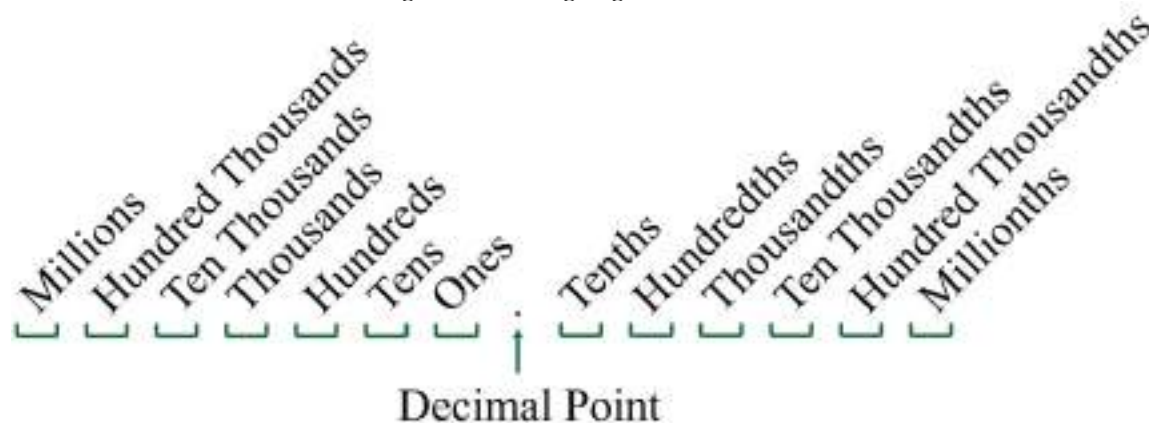 Millions
Hundred Thousands
Ten Thousands
Thousands
Hundreds
Tens
Ones
.
Tenths
Hundredths
Thousandths
Ten Thousandths
Hundred Thousandths
Millionths
Decimal Point